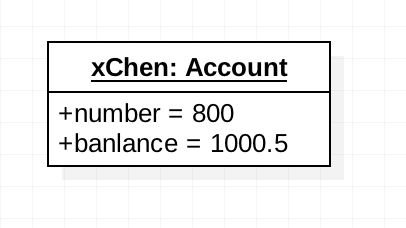 xChen: Account
+number = 800
+banlance = 1000.5